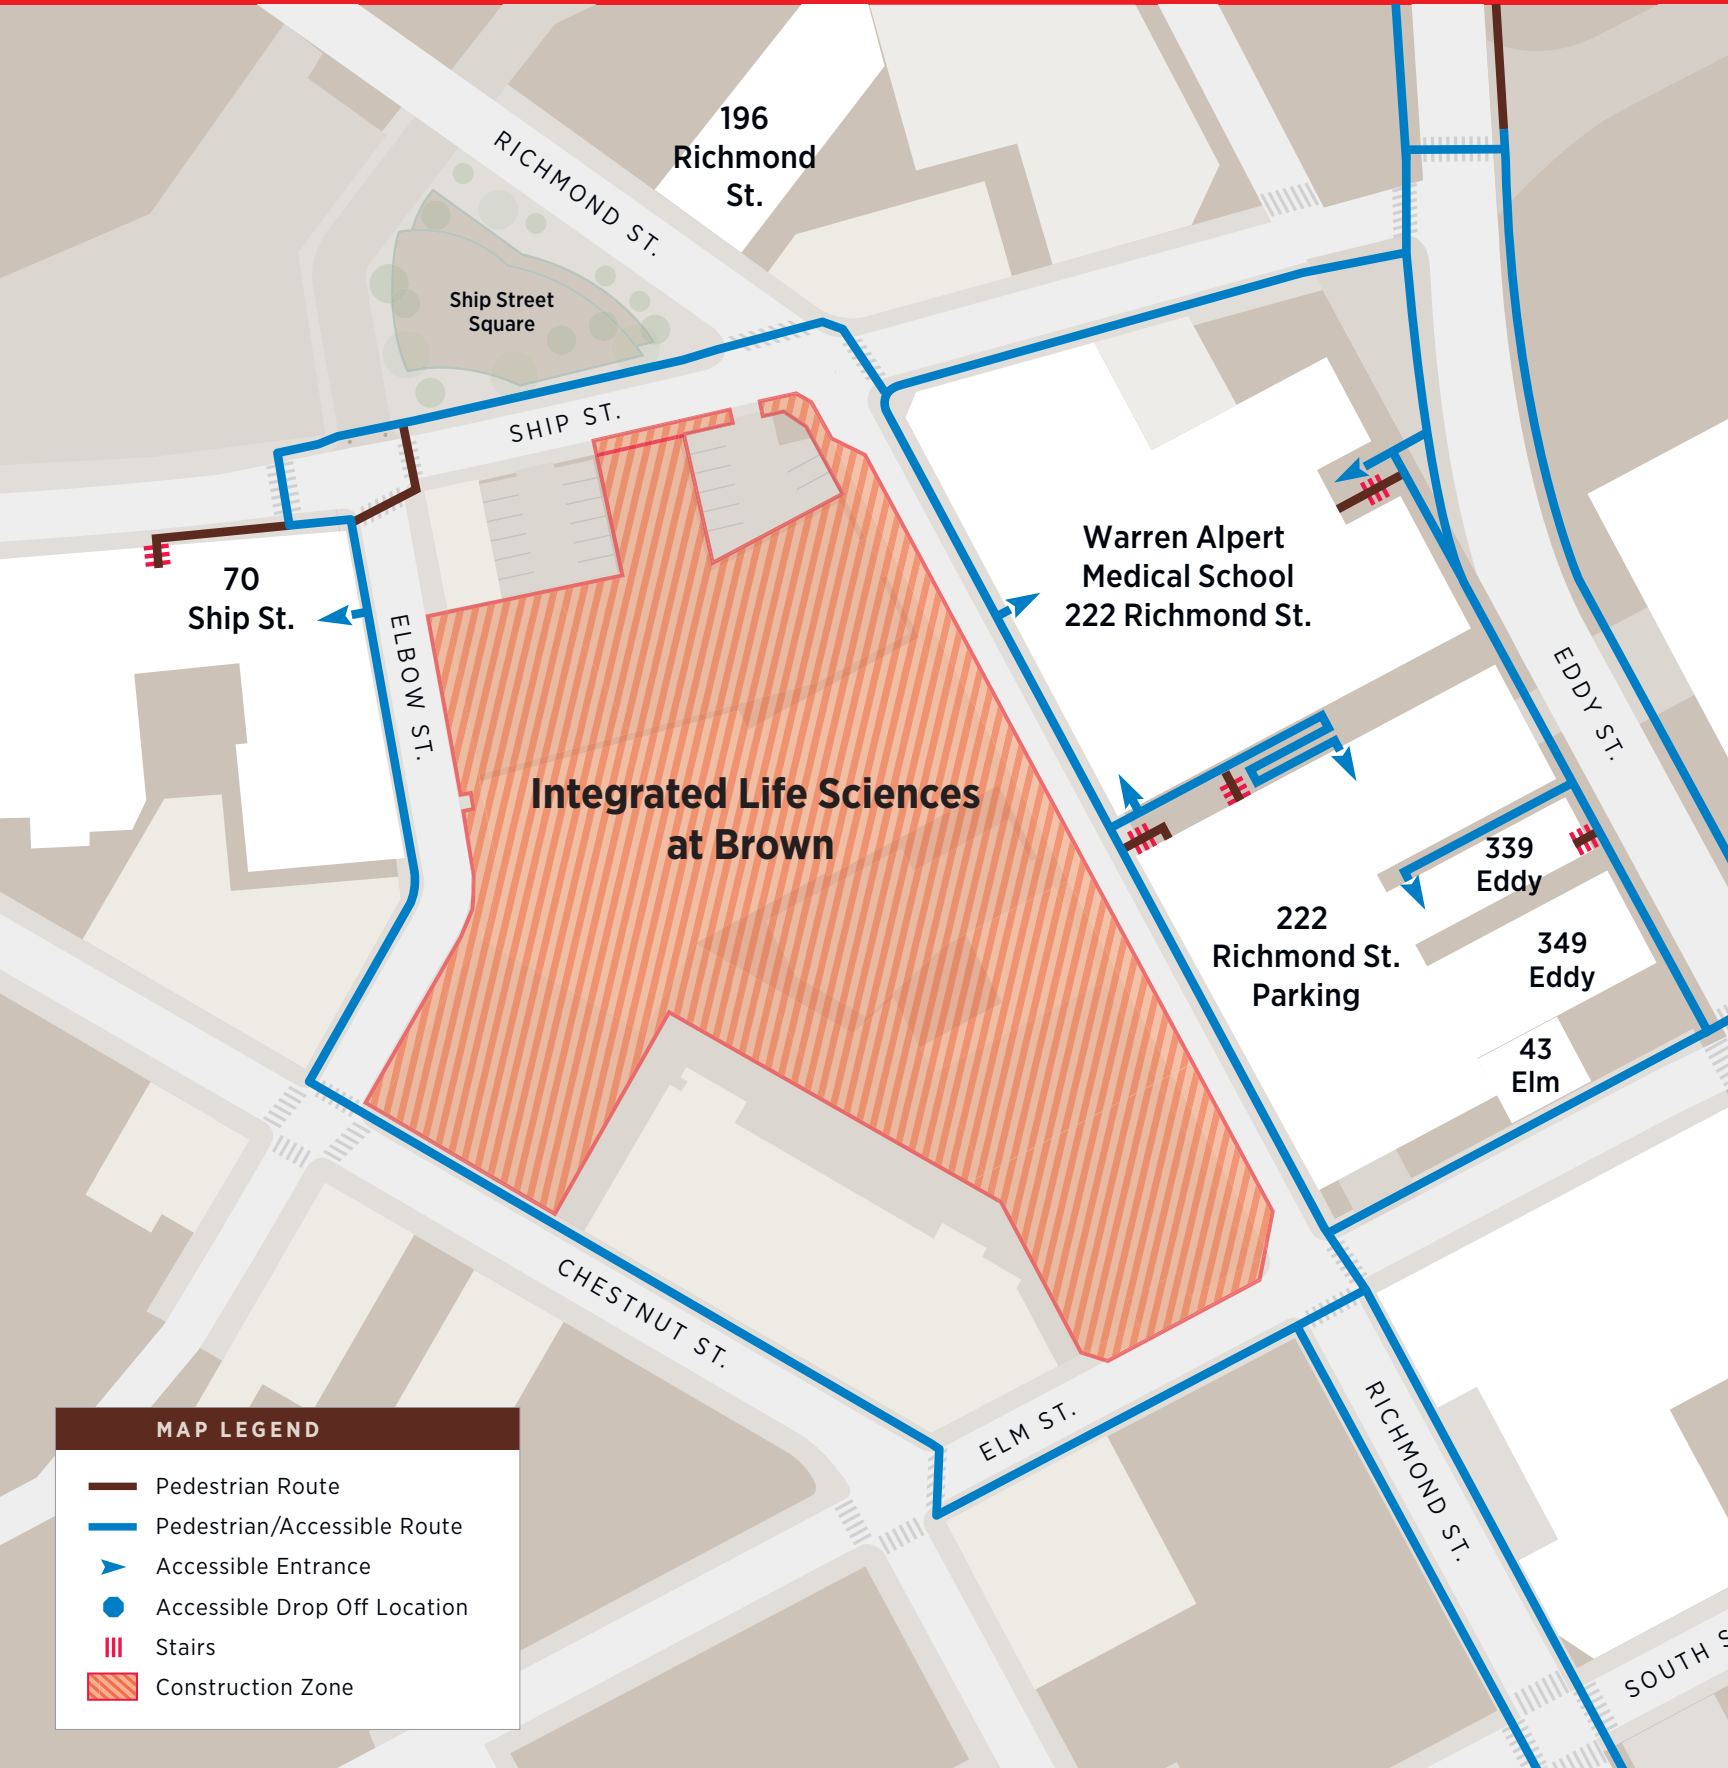 196
Richmond
St.
RICHMOND ST.
Ship Street
Square
SHIP ST.
Warren Alpert
Medical School
222 Richmond St.
70
Ship St.
ELBOW ST.
EDDY ST.
Integrated Life Sciences
at Brown
339
Eddy
222
Richmond St.
Parking
349
Eddy
43
Elm
CHESTNUT ST.
ELM ST.
RICHMOND ST.
SOUTH S
MAP LEGEND
Pedestrian Route
Pedestrian/Accessible Route
Accessible Entrance
Accessible Drop Off Location
Stairs
Construction Zone